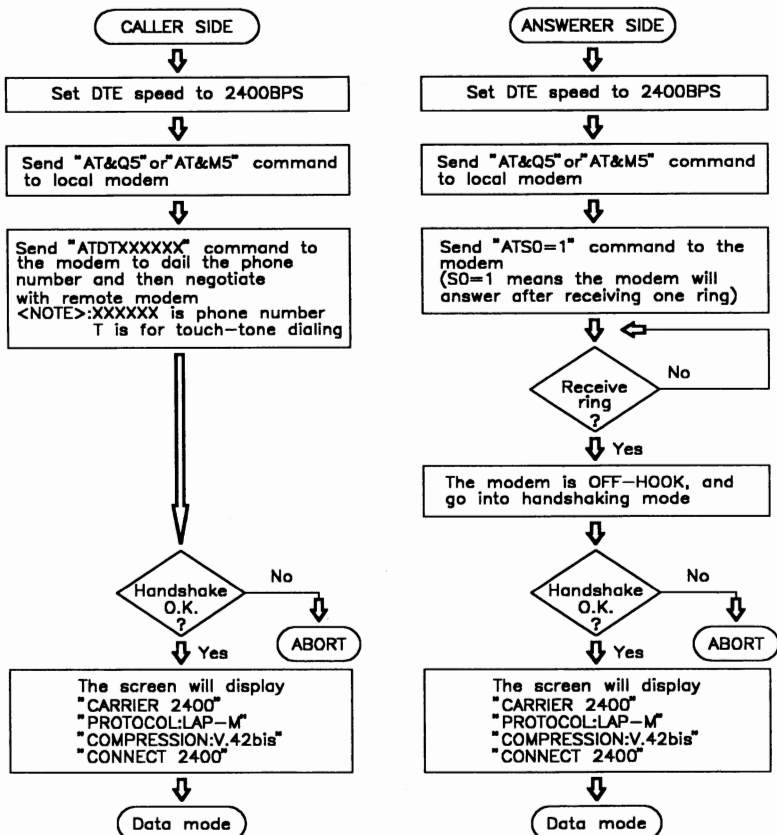 CALLER SIDE
Set DTE speed to 2400BPS
Send "AT&Q5"or"AT&M5" command
to local modem
Send "ATDTXXXXXX" command to
the modem to dail the phone
number and then negotiate
with remote modem
<NOTE>:XXXXXX is phone number
T is for touch-tone dialing
Handshake
O.K.
?
No
ABORT
Yes
The screen will display
"CARRIER 2400"
"PROTOCOL:LAP-M"
"COMPRESSION:V.42bis"
"CONNECT 2400"
Data mode
ANSWERER SIDE
Set DTE speed to 2400BPS
Send "AT&Q5"or"AT&M5" command
to local modem
Send "ATS0=1" command to the
modem
(S0=1 means the modem will
answer after receiving one ring)
Receive
ring
?
No
Yes
The modem is OFF-HOOK, and
go into handshaking mode
Handshake
O.K.
?
No
ABORT
Yes
The screen will display
"CARRIER 2400"
"PROTOCOL:LAP-M"
"COMPRESSION:V.42bis"
"CONNECT 2400"
Data mode